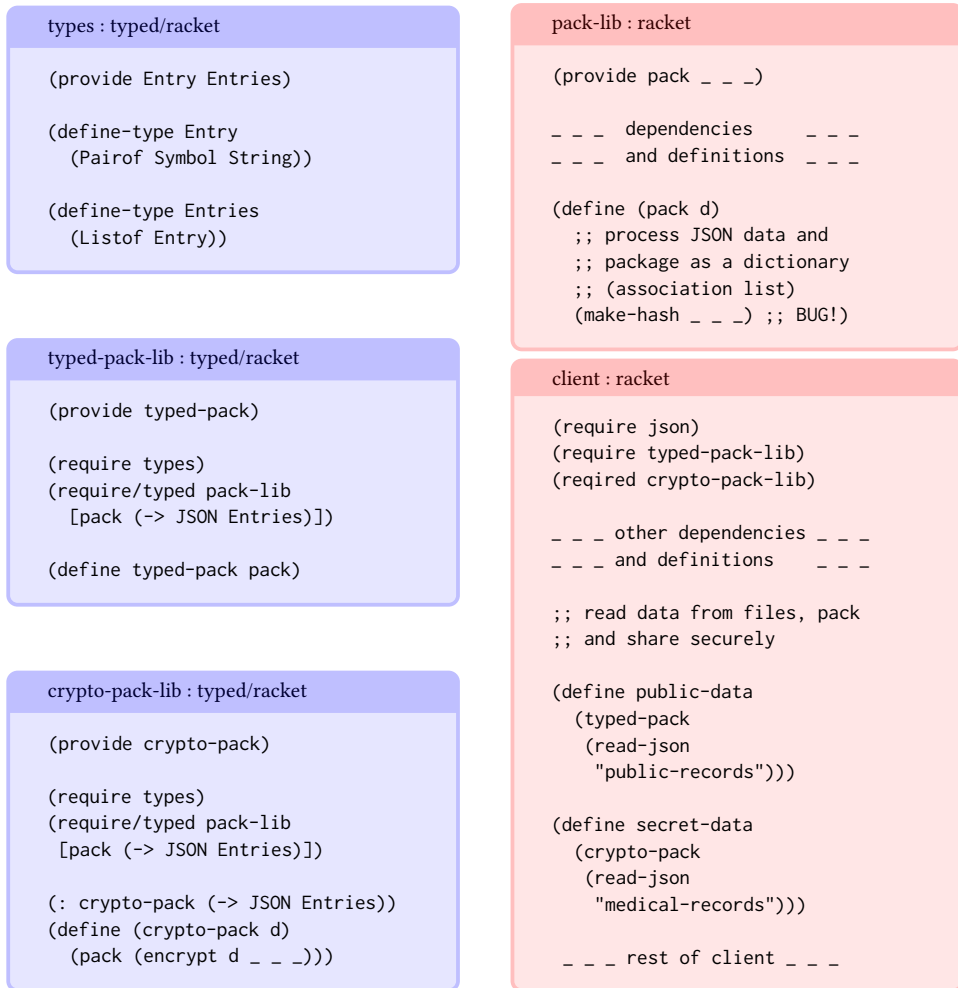 types : typed/racket
(provide Entry Entries)
(define-type Entry
(Pairof Symbol String))
(define-type Entries
(Listof Entry))
typed-pack-lib : typed/racket
(provide typed-pack)
(require types)
(require/typed pack-lib
[pack (-> JSON Entries)])
(define typed-pack pack)
crypto-pack-lib : typed/racket
(provide crypto-pack)
(require types)
(require/typed pack-lib
[pack (-> JSON Entries)])
(: crypto-pack (-> JSON Entries))
(define (crypto-pack d)
(pack (encrypt d _ _ _)))
pack-lib : racket
(provide pack _ _ _)
_ _ _ dependencies _ _ _
_ _ _ and definitions _ _ _
(define (pack d)
;; process JSON data and
;; package as a dictionary
;; (association list)
(make-hash _ _ _) ;; BUG!)
client : racket
(require json)
(require typed-pack-lib)
(reqired crypto-pack-lib)
_ _ _ other dependencies _ _ _
_ _ _ and definitions _ _ _
;; read data from files, pack
;; and share securely
(define public-data
(typed-pack
(read-json
"public-records")))
(define secret-data
(crypto-pack
(read-json
"medical-records")))
_ _ _ rest of client _ _ _